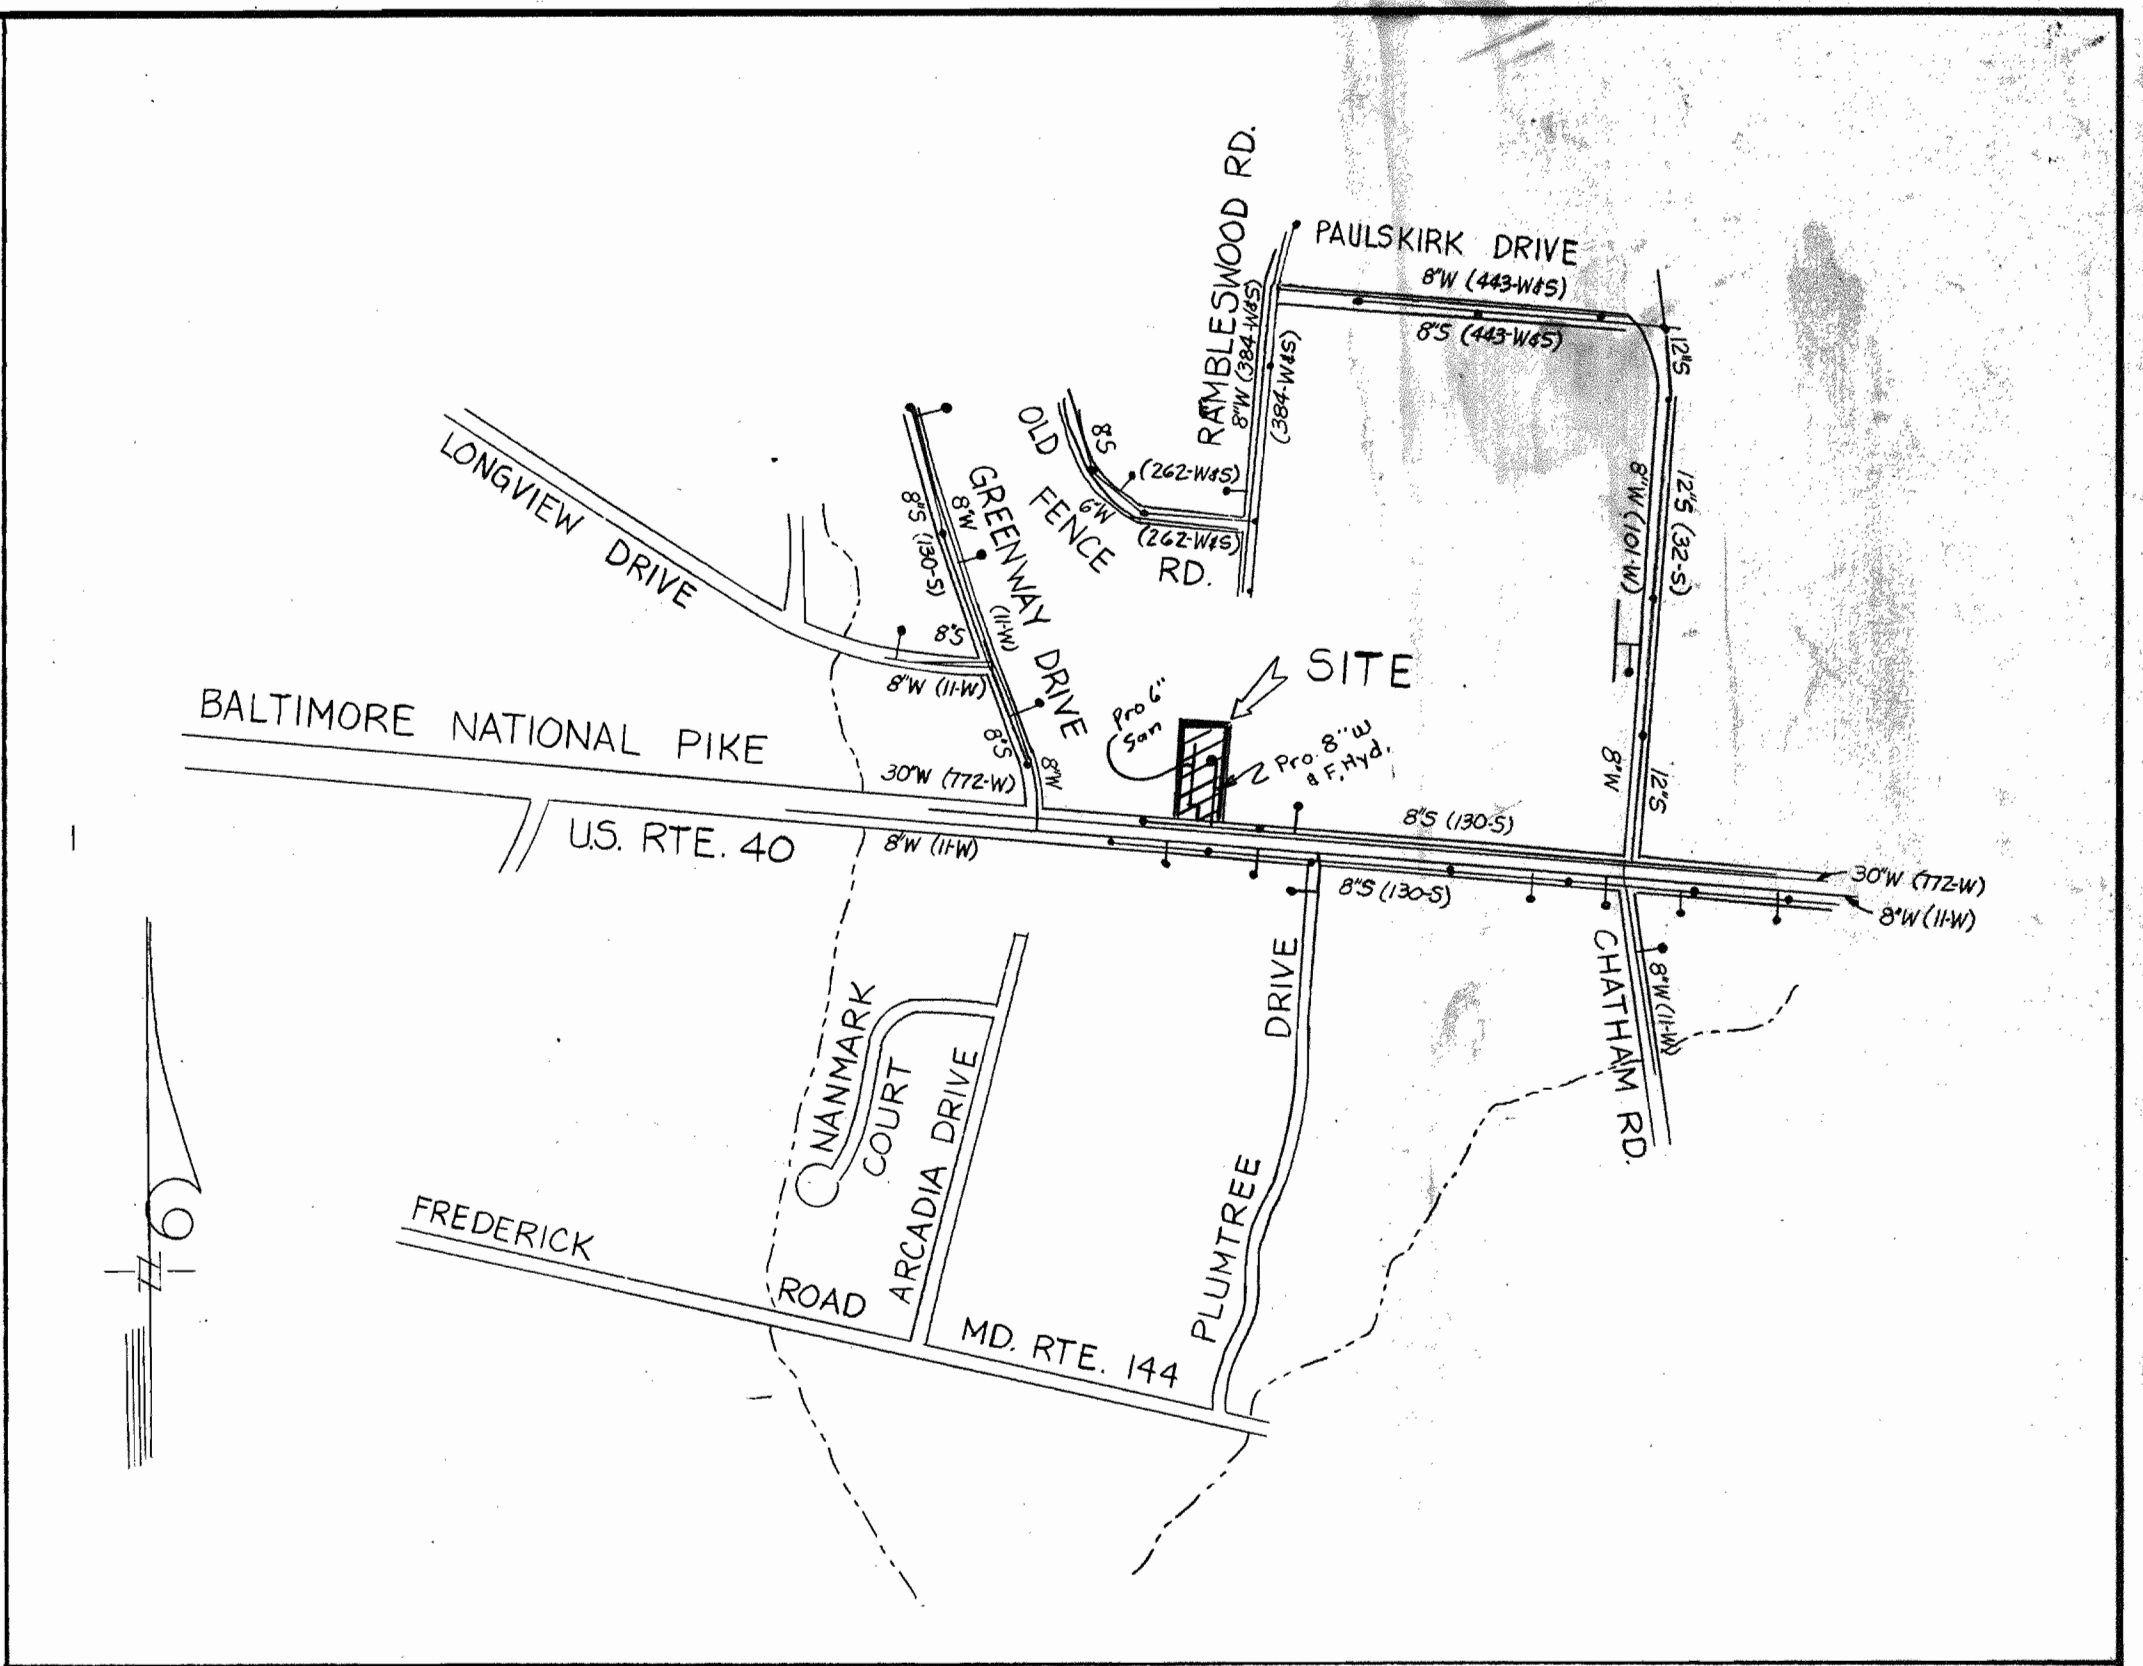 RAMBLESWOOD RD.
8"W (384-W&S)
(384-W&S)
PAULSKIRK DRIVE
8"W (443-W&S)
8"S (443-W&S)
12"S
12"S (32-S)
8"W (101-W)
8"W
12"S
OLD FENCE RD.
8"S
(262-W&S)
6"W
(262-W&S)
GREENWAY DRIVE
8"W
8"S (130-S)
(11-W)
8"S
LONGVIEW DRIVE
8"W (11-W)
8"S
8"W
SITE
Pro 6"
San
Pro. 8" W
& F. Hyd.
BALTIMORE NATIONAL PIKE
30"W (772-W)
U.S. RTE. 40
8"W (11-W)
8"S (130-S)
8"S (130-S)
30"W (772-W)
8"W (11-W)
CHATHAM RD.
8"W (11-W)
PLUMTREE DRIVE
NANMARK
COURT
ARCADIA DRIVE
FREDERICK ROAD
MD. RTE. 144
N